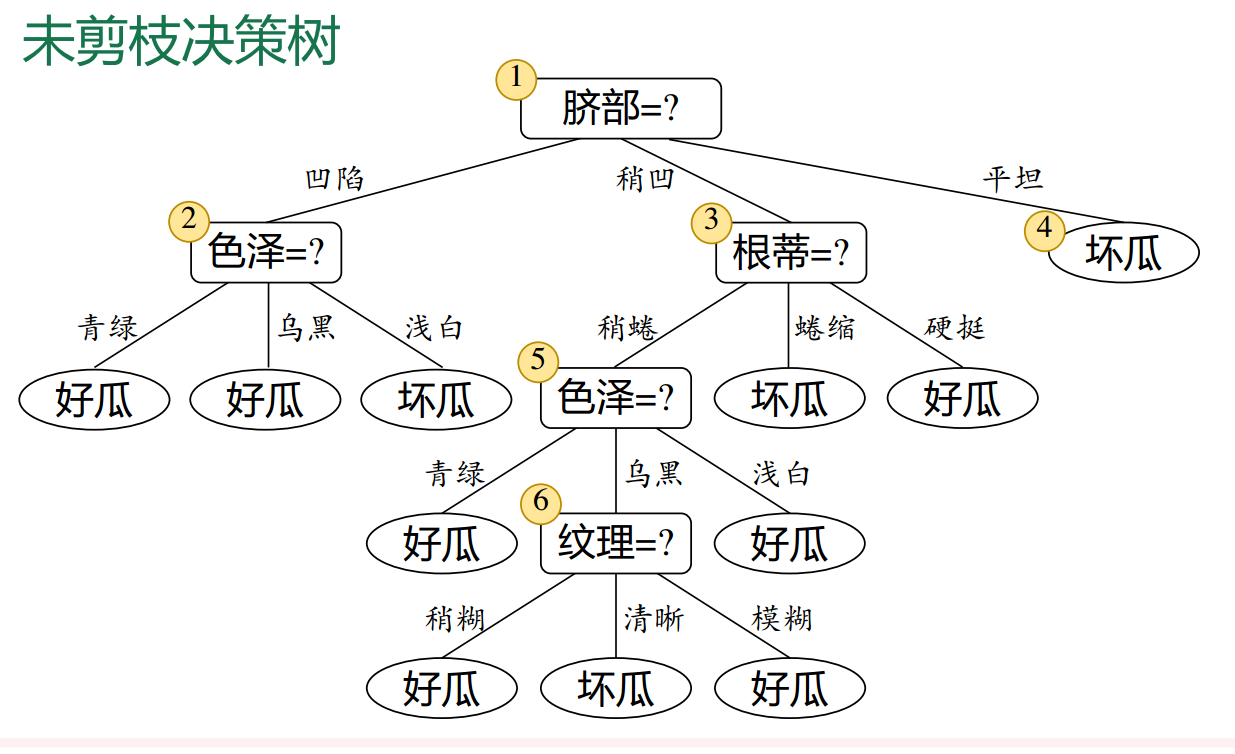 未剪枝决策树
1
脐部=?
凹陷
稍凹
平坦
2
色泽=?
3
根蒂=?
4
坏瓜
青绿
乌黑
浅白
稍蜷
蜷缩
硬挺
好瓜
好瓜
坏瓜
5
色泽=?
坏瓜
好瓜
青绿
乌黑
浅白
好瓜
6
纹理=?
好瓜
稍糊
清晰
模糊
好瓜
坏瓜
好瓜